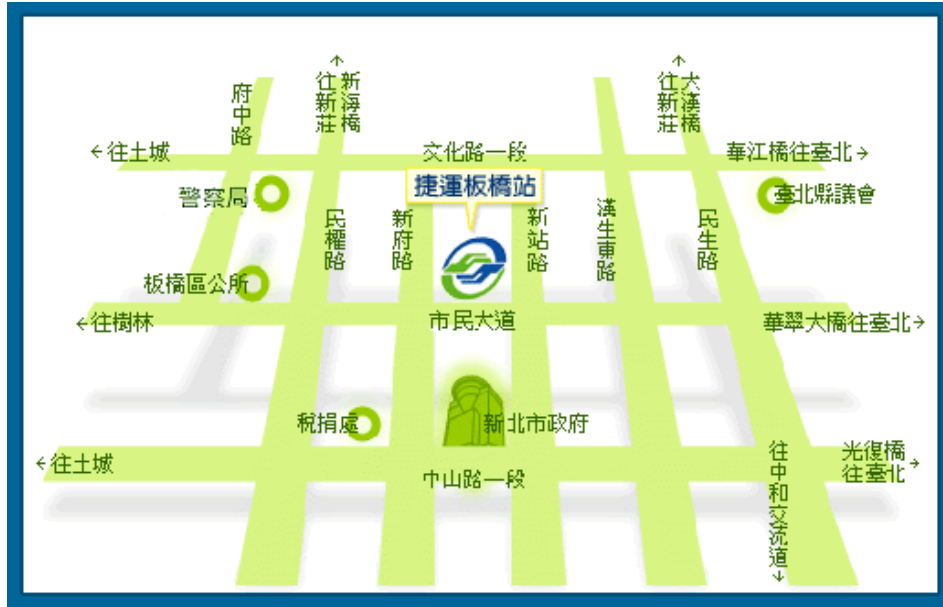 府中路
往新莊
新海橋
往新莊
大漢橋
←往土城
文化路一段
華江橋往臺北→
捷運板橋站
警察局
臺北縣議會
民權路
新府路
新站路
漢生東路
民生路
板橋區公所
←往樹林
市民大道
華翠大橋往臺北→
稅捐處
新北市政府
←往土城
中山路一段
往中和交流道
光復橋
往臺北→